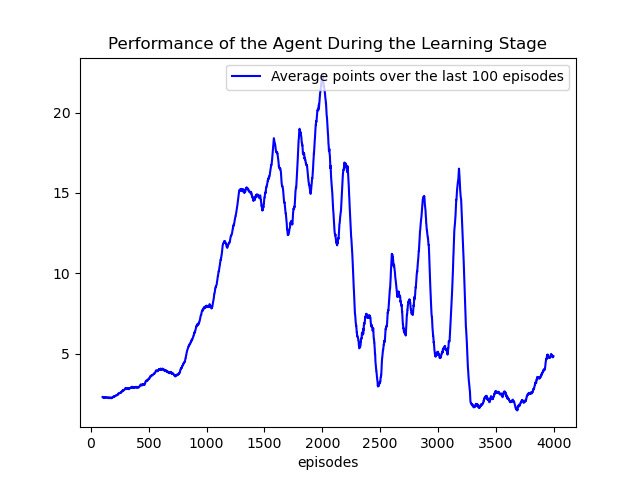 Performance of the Agent During the Learning Stage
Average points over the last 100 episodes
20
15
10
5
0 500 1000 1500 2000 2500 3000 3500 4000
episodes